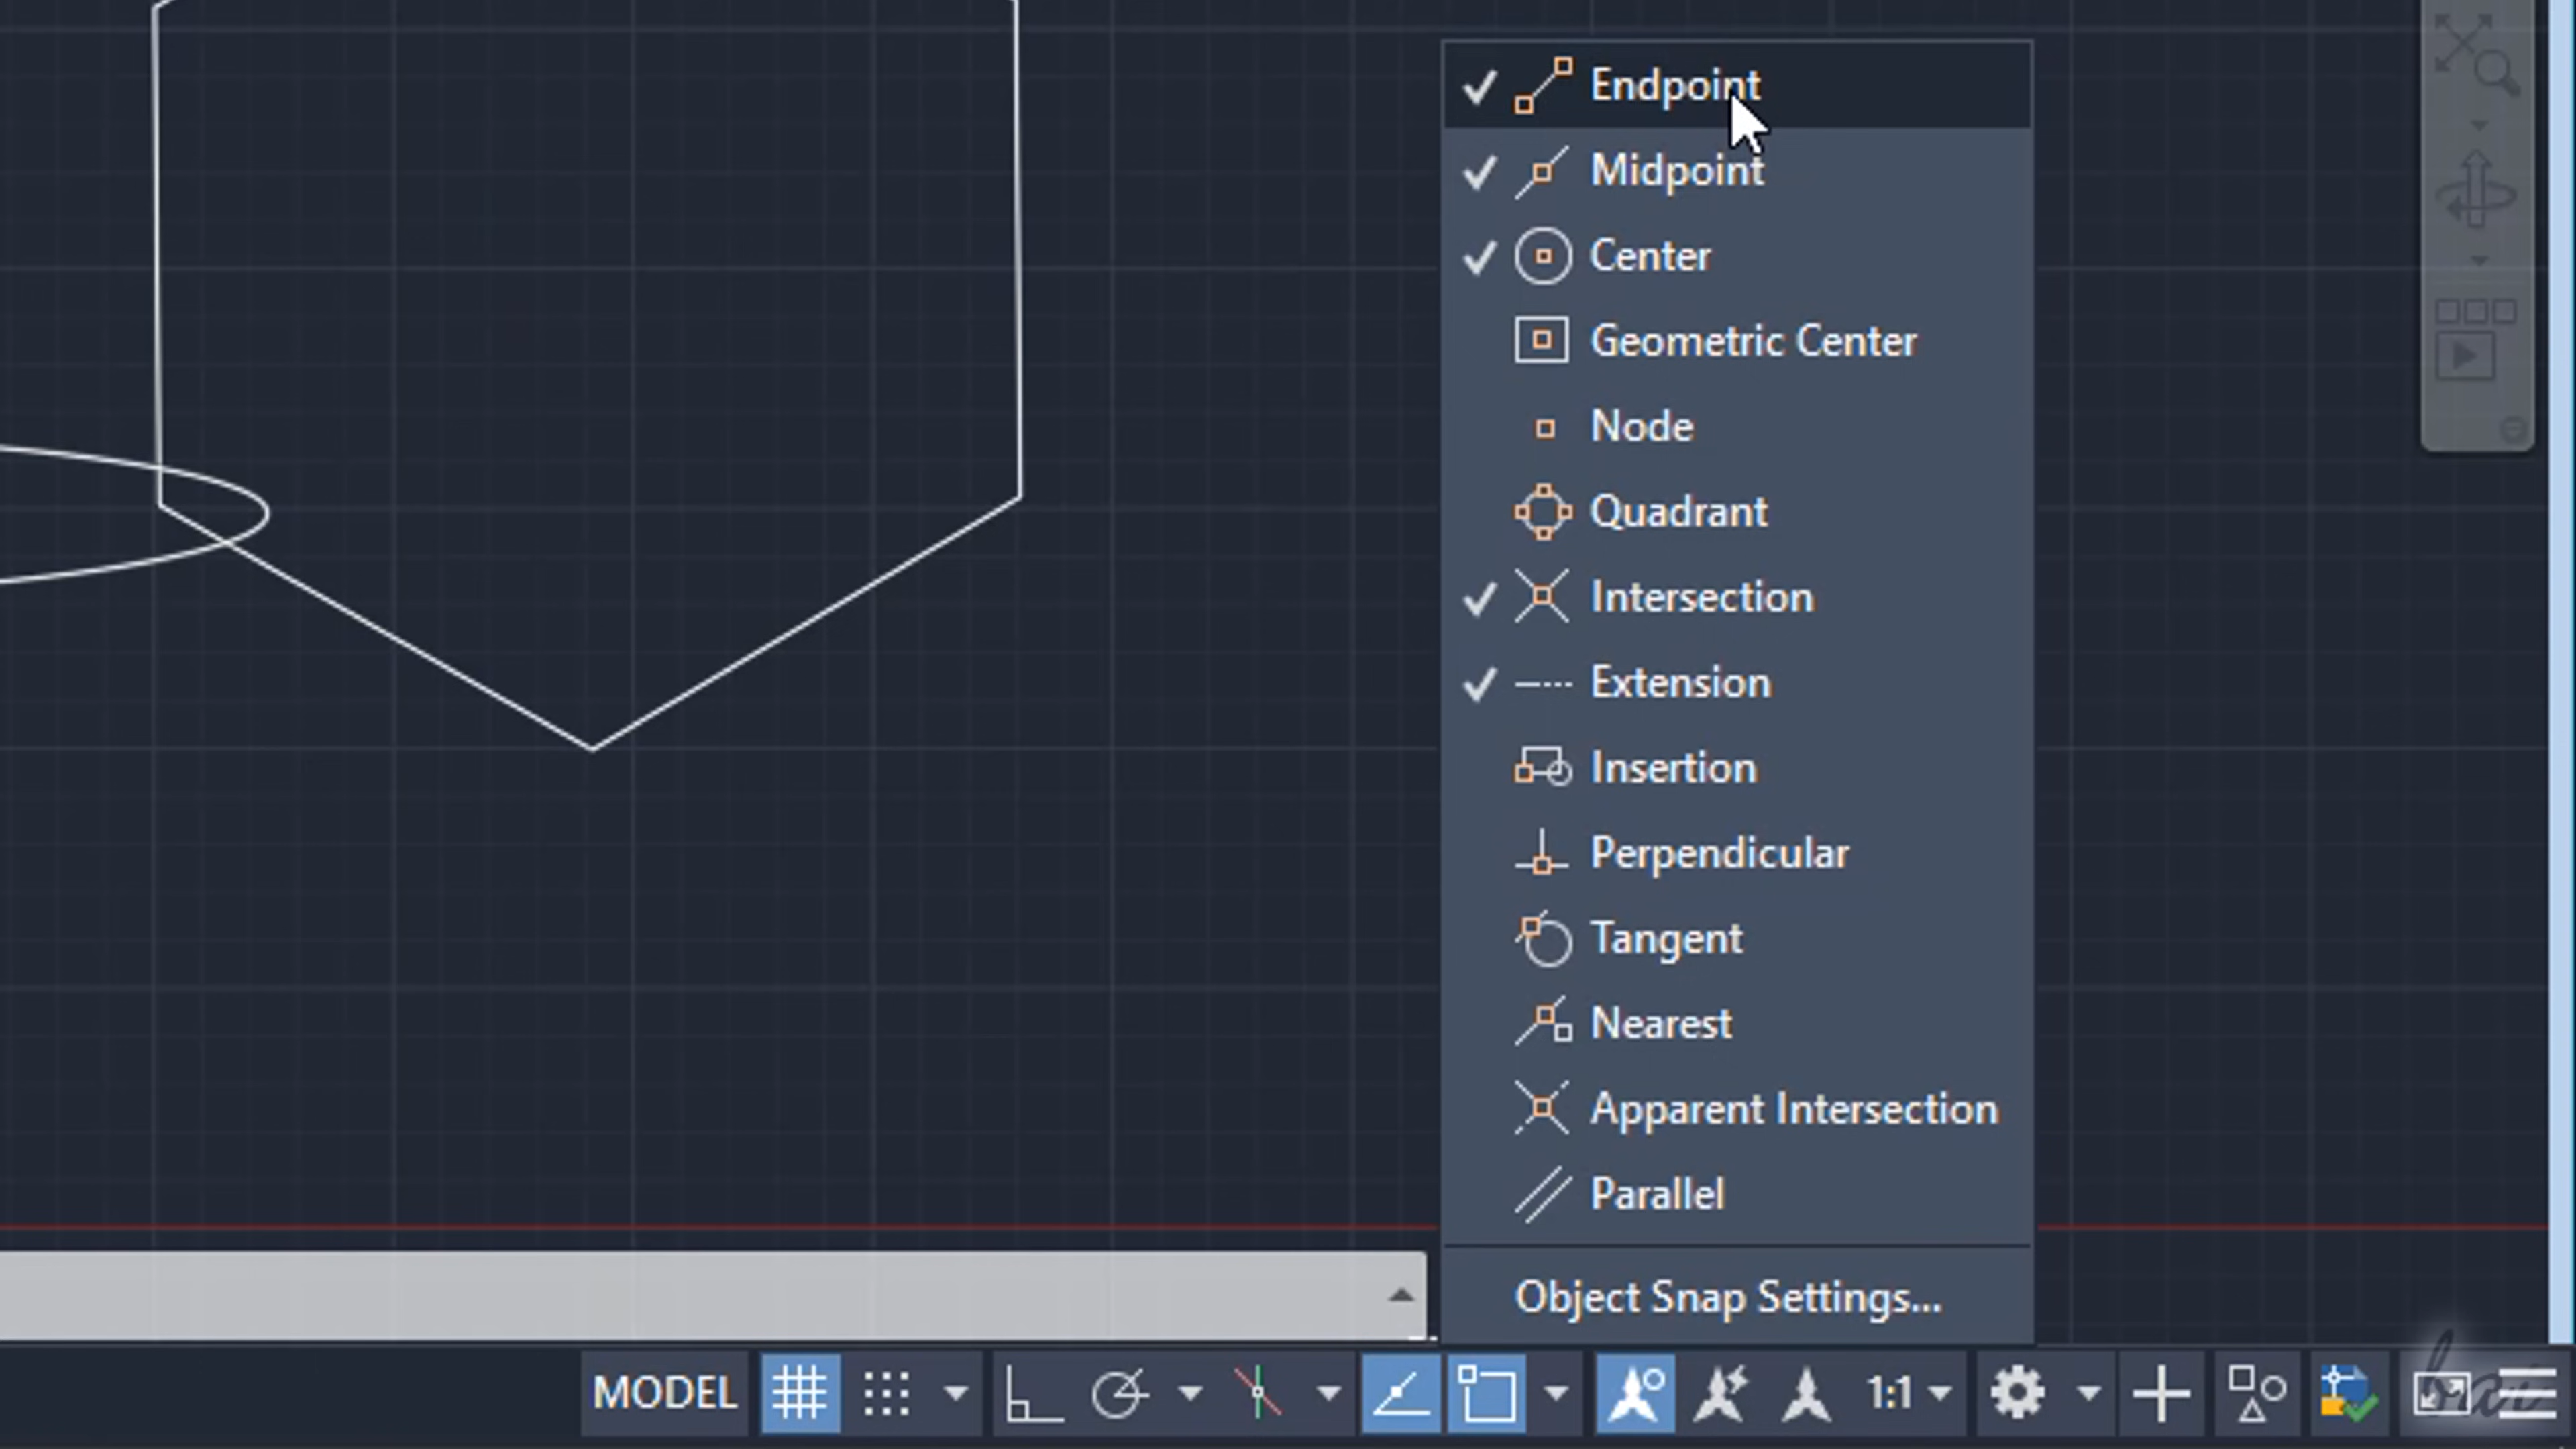 Endpoint
Midpoint
Center
Geometric Center
Node
Quadrant
Intersection
Extension
Insertion
Perpendicular
Tangent
Nearest
Apparent Intersection
Parallel
Object Snap Settings...
MODEL 1:1